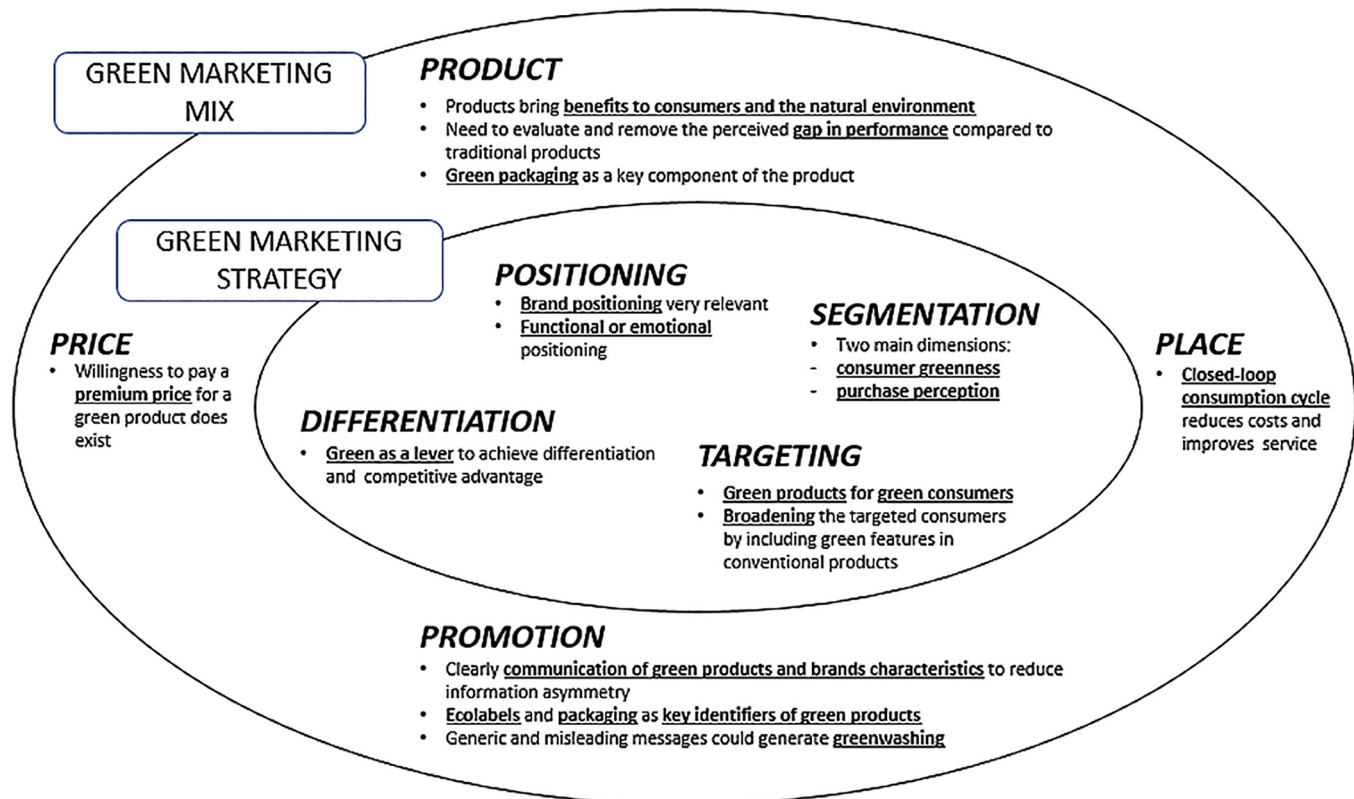 GREEN MARKETING
MIX
PRODUCT
• Products bring benefits to consumers and the natural environment
• Need to evaluate and remove the perceived gap in performance compared to
traditional products
• Green packaging as a key component of the product
GREEN MARKETING
STRATEGY
POSITIONING
• Brand positioning very relevant
• Functional or emotional
positioning
SEGMENTATION
• Two main dimensions:
- consumer greenness
- purchase perception
PRICE
• Willingness to pay a
premium price for a
green product does
exist
PLACE
• Closed-loop
consumption cycle
reduces costs and
improves service
DIFFERENTIATION
• Green as a lever to achieve differentiation
and competitive advantage
TARGETING
• Green products for green consumers
• Broadening the targeted consumers
by including green features in
conventional products
PROMOTION
• Clearly communication of green products and brands characteristics to reduce
information asymmetry
• Ecolabels and packaging as key identifiers of green products
• Generic and misleading messages could generate greenwashing